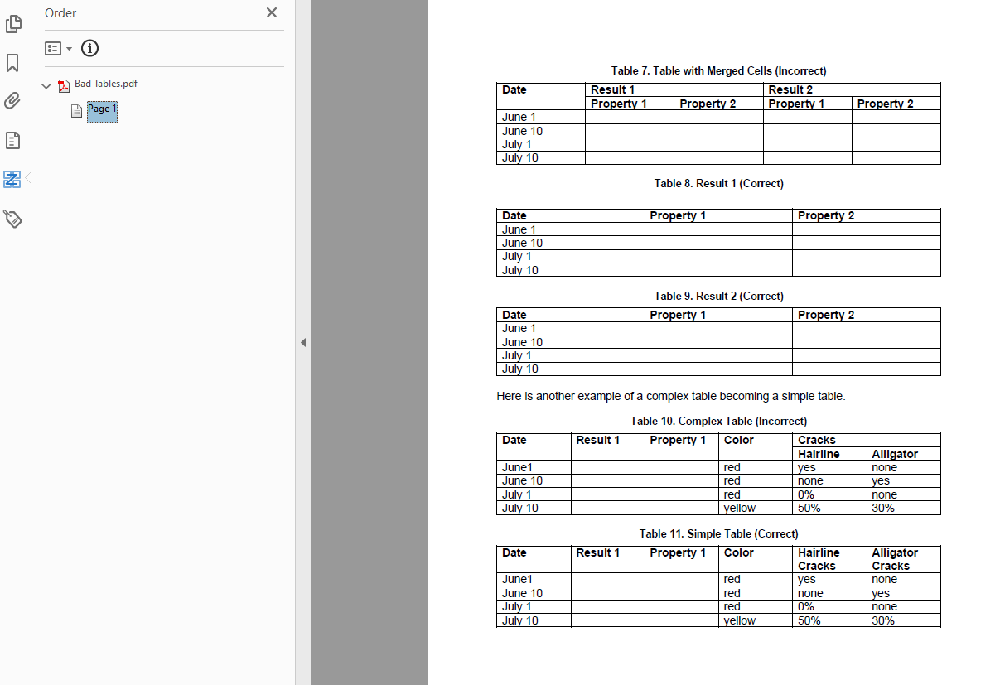 Order
Bad Tables.pdf
Page 1
Table 7. Table with Merged Cells (Incorrect)
Date Result 1 Result 2
Property 1 Property 2 Property 1 Property 2
June 1
June 10
July 1
July 10
Table 8. Result 1 (Correct)
Date Property 1 Property 2
June 1
June 10
July 1
July 10
Table 9. Result 2 (Correct)
Date Property 1 Property 2
June 1
June 10
July 1
July 10
Here is another example of a complex table becoming a simple table.
Table 10. Complex Table (Incorrect)
Date Result 1 Property 1 Color Cracks
Hairline Alligator
June1 red yes none
June 10 red none yes
July 1 red 0% none
July 10 yellow 50% 30%
Table 11. Simple Table (Correct)
Date Result 1 Property 1 Color Hairline Alligator
Cracks Cracks
June1 red yes none
June 10 red none yes
July 1 red 0% none
July 10 yellow 50% 30%